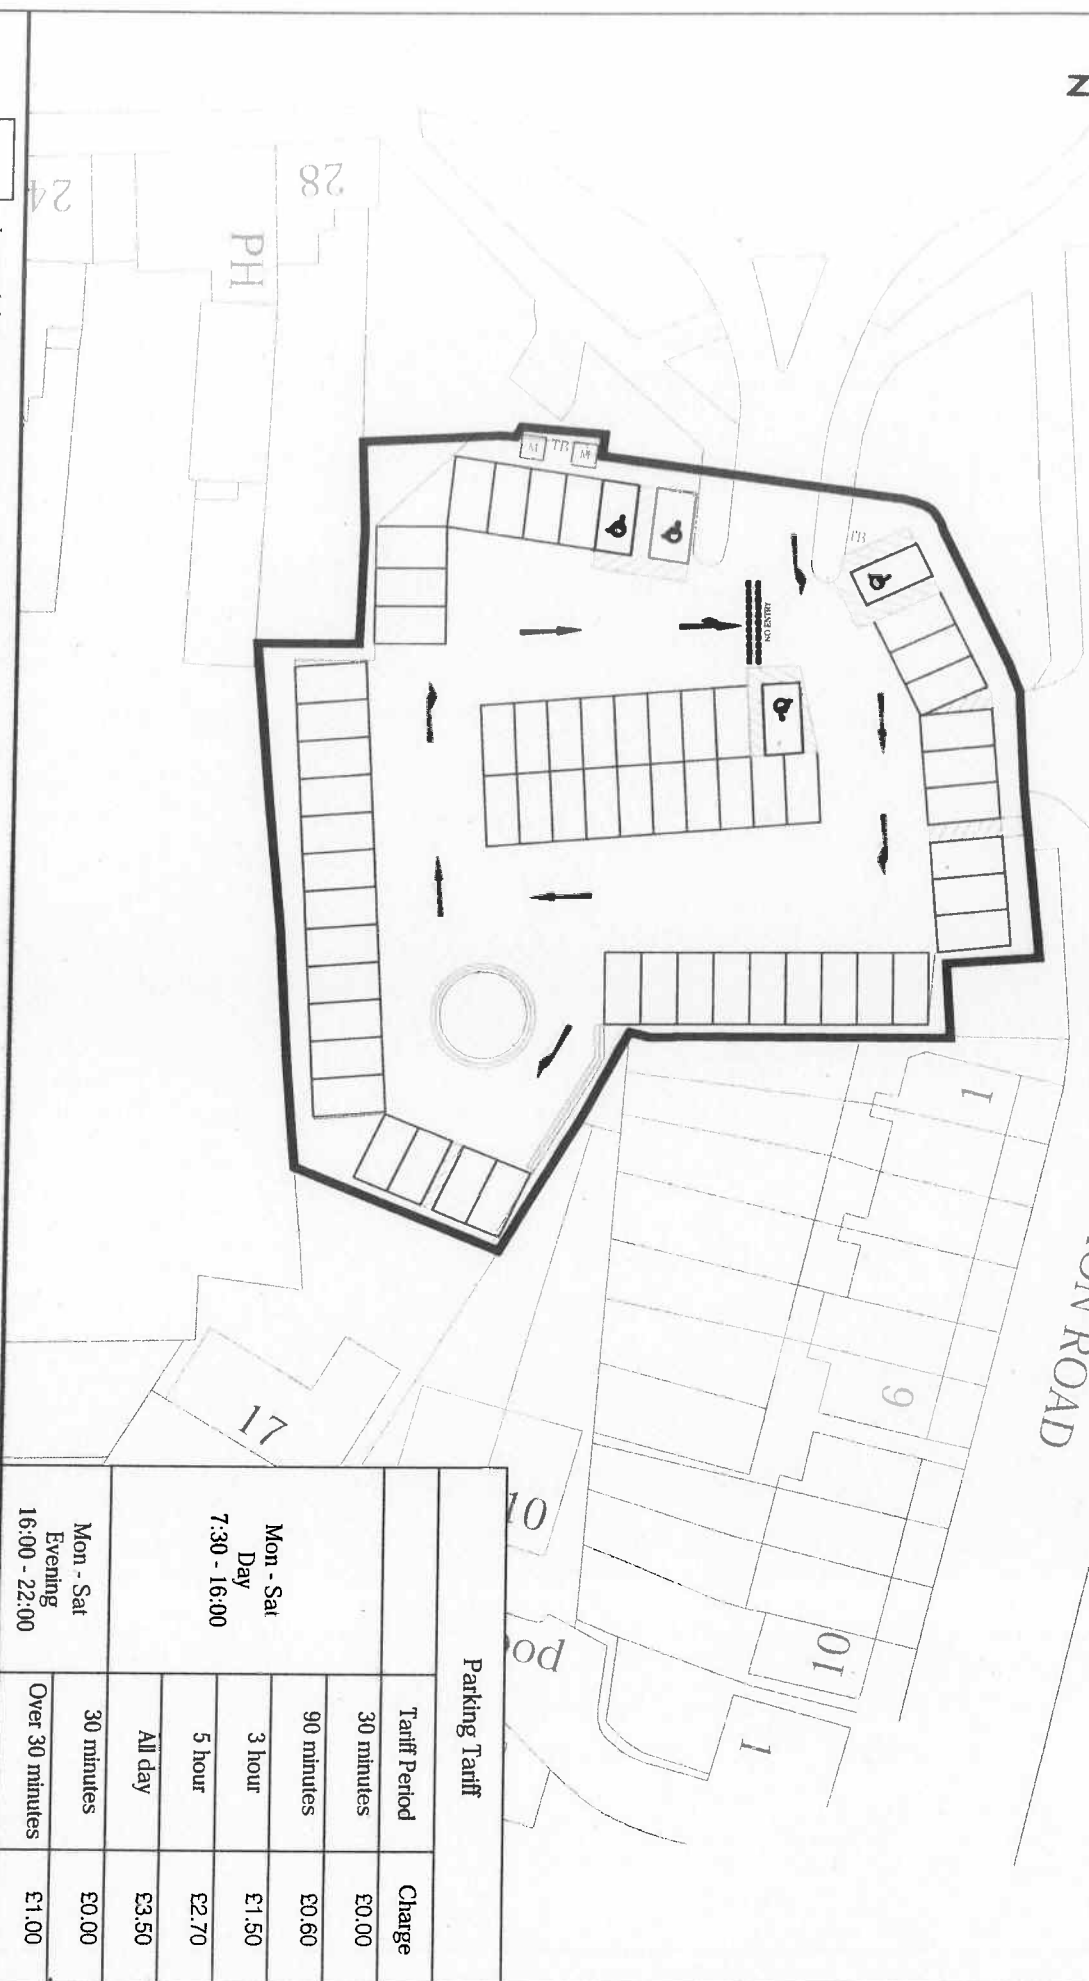 N
24
28
PH
M
TB
M
TB
NO ENTRY
1
9
10
1
17
10
ROAD
Parking Tariff
Tariff Period
Charge
Mon - Sat
Day
7:30 - 16:00
30 minutes
£0.00
90 minutes
£0.60
3 hour
£1.50
5 hour
£2.70
All day
£3.50
Mon - Sat
Evening
16:00 - 22:00
30 minutes
£0.00
Over 30 minutes
£1.00